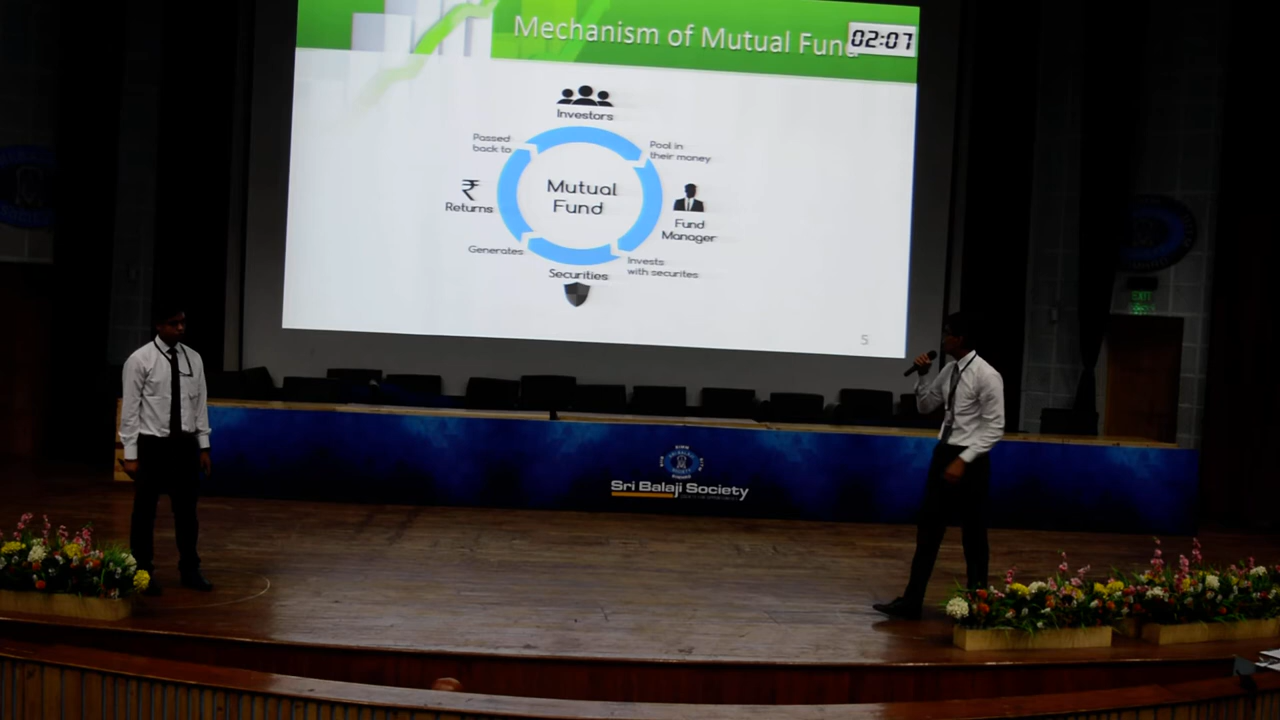 Mechanism of Mutual Fund
02:07
Investors
Passed
back to
Pool in
their money
Mutual
Fund
₹
Returns
Fund
Manager
Generates
Invests
with securites
Securities
5
EXIT
Sri Balaji Society